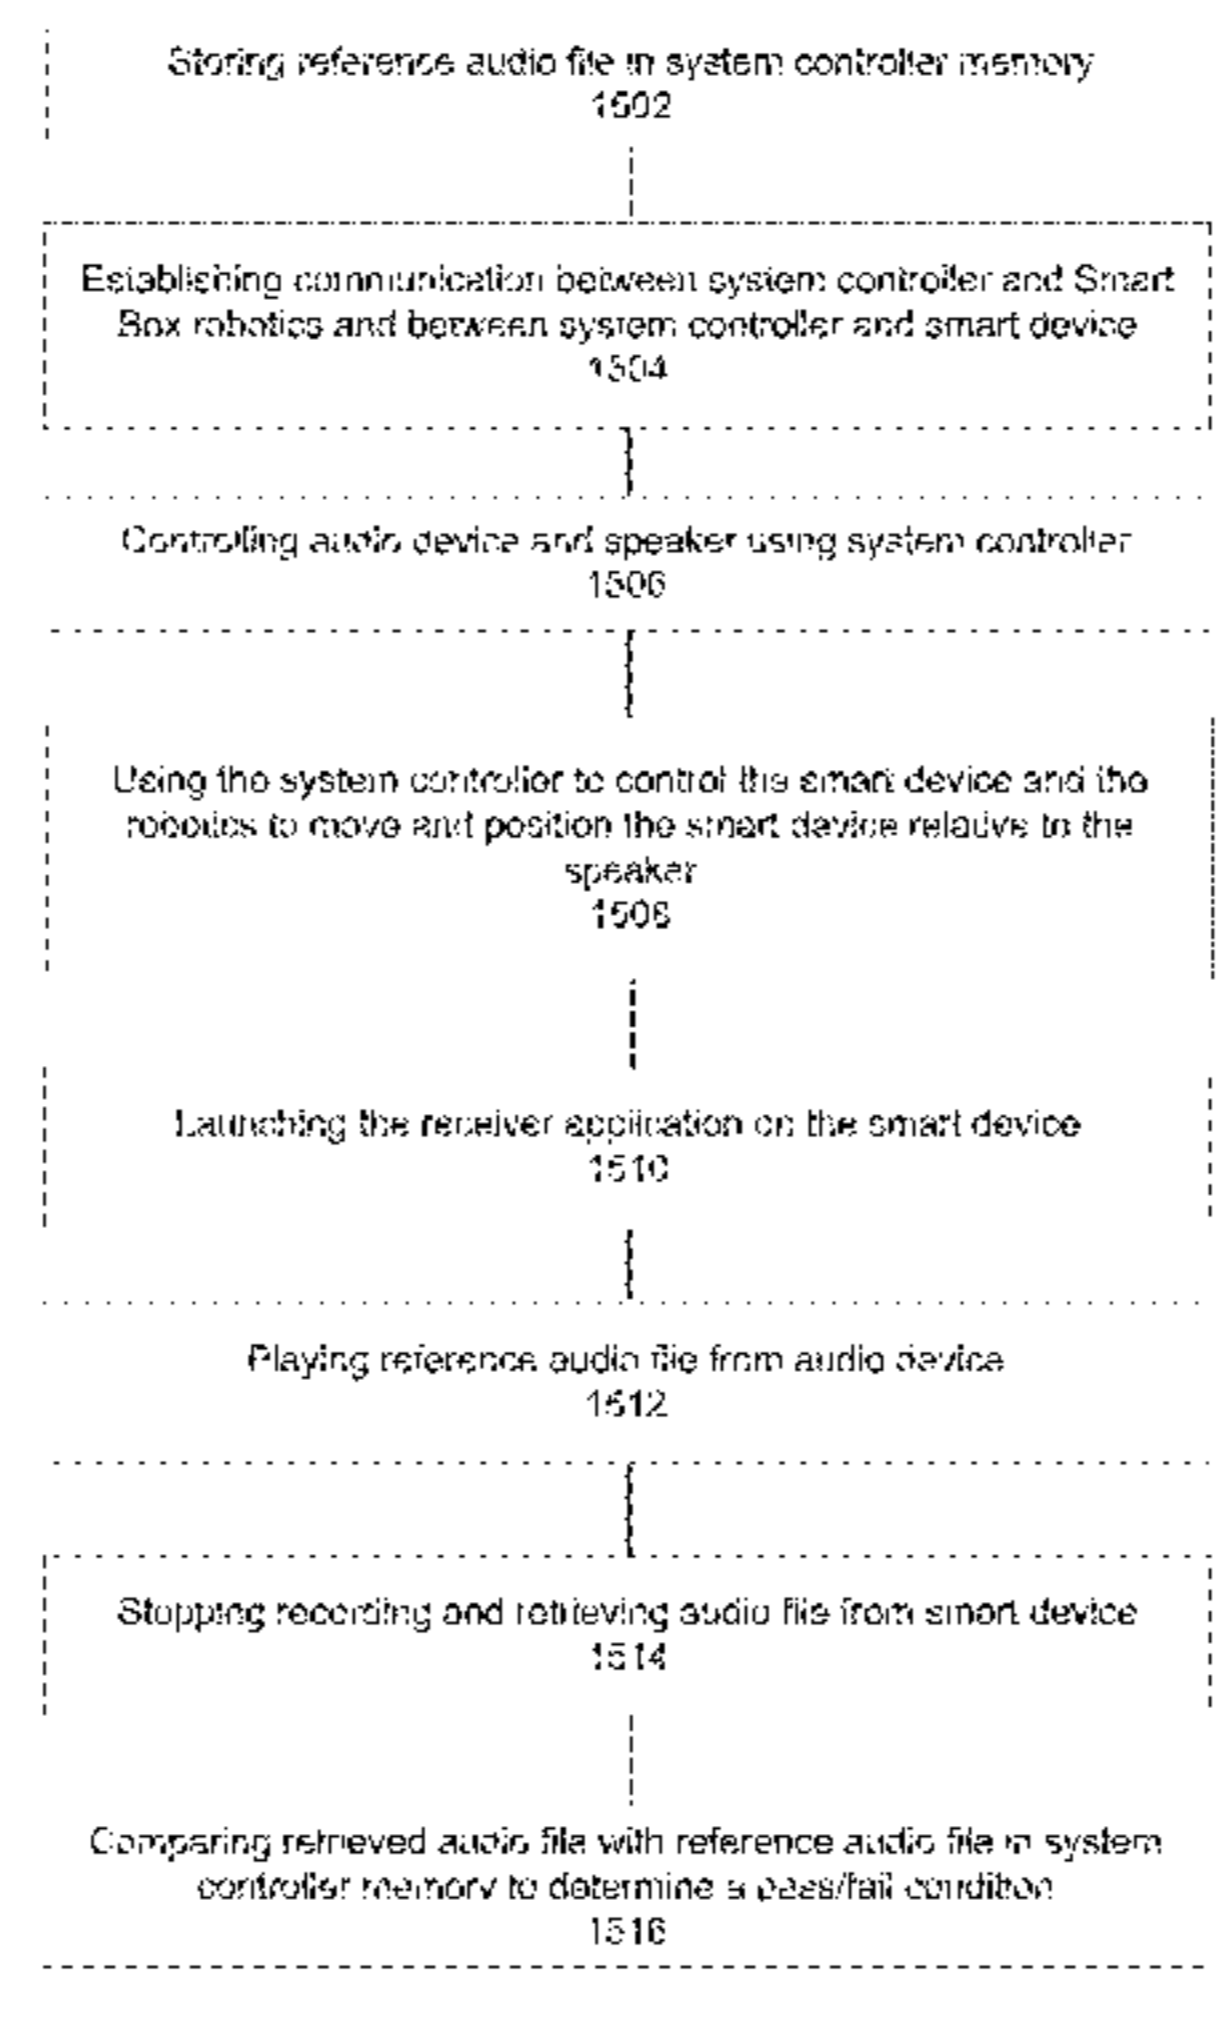 Storing reference audio file in system controller memory
1502
Establishing communication between system controller and Smart
Box robotics and between system controller and smart device
1504
Controlling audio device and speaker using system controller
1506
Using the system controller to control the smart device and the
robotics to move and position the smart device relative to the
speaker
1508
Launching the receiver application on the smart device
1510
Playing reference audio file from audio device
1512
Stopping recording and retrieving audio file from smart device
1514
Comparing retrieved audio file with reference audio file in system
controller memory to determine a pass/fail condition
1516